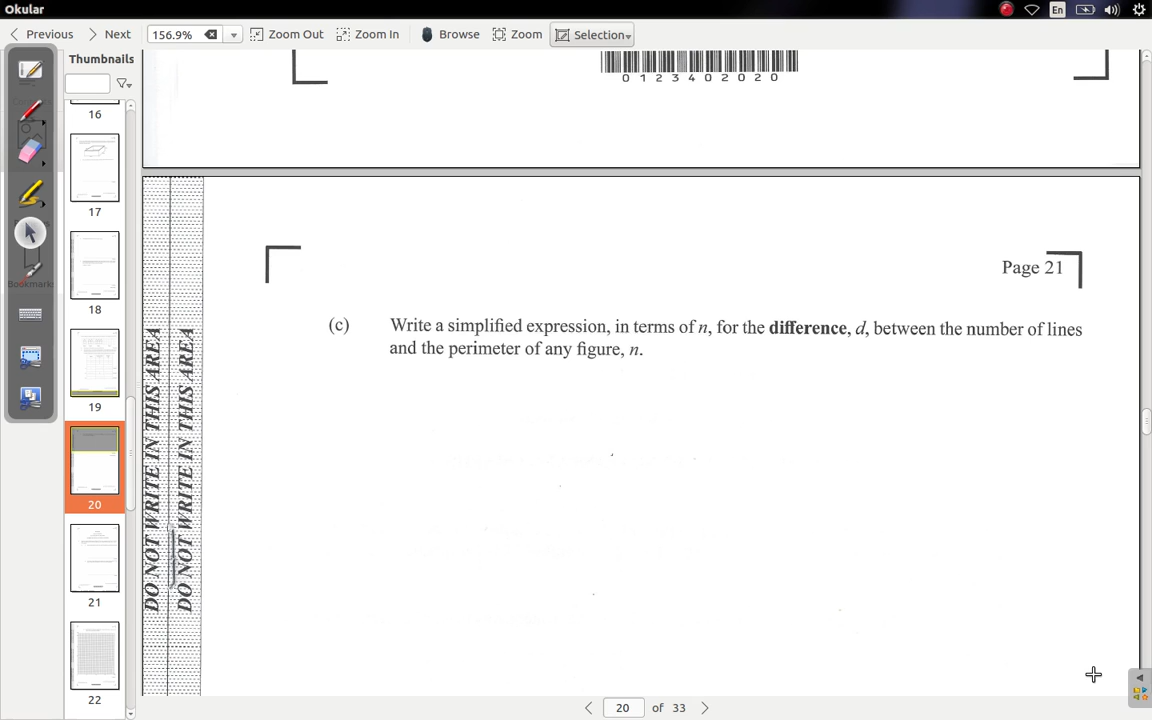 Okular
En
Previous Next 156.9% Zoom Out Zoom In Browse Zoom Selection
Thumbnails
16
17
18
19
20
21
22
Bookmarks
0 1 2 3 4 0 2 0 2 0
DO NOT WRITE IN THIS AREA
DO NOT WRITE IN THIS AREA
Page 21
(c) Write a simplified expression, in terms of n, for the difference, d, between the number of lines
and the perimeter of any figure, n.
20 of 33